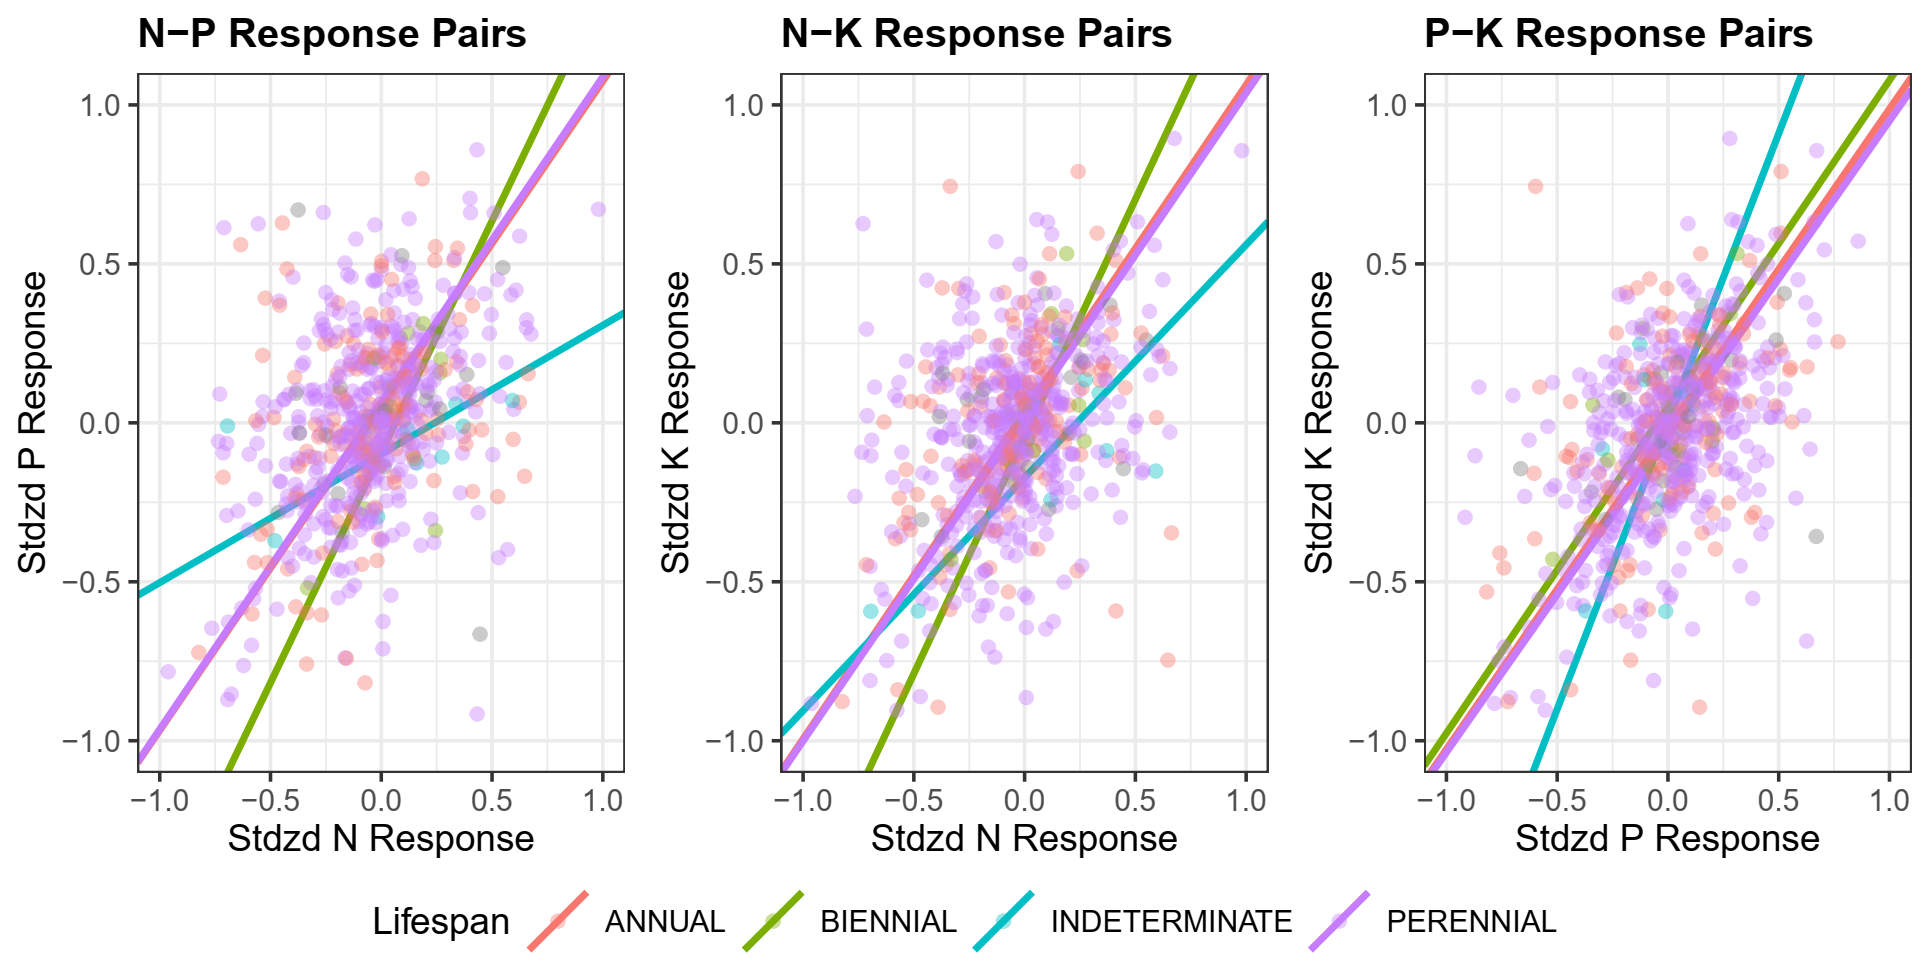 N−P Response Pairs
N−K Response Pairs
P−K Response Pairs
Stdzd P Response
1.0
0.5
0.0
−0.5
−1.0
−1.0 −0.5 0.0 0.5 1.0
Stdzd N Response
Stdzd K Response
1.0
0.5
0.0
−0.5
−1.0
−1.0 −0.5 0.0 0.5 1.0
Stdzd N Response
Stdzd K Response
1.0
0.5
0.0
−0.5
−1.0
−1.0 −0.5 0.0 0.5 1.0
Stdzd P Response
Lifespan ANNUAL BIENNIAL INDETERMINATE PERENNIAL